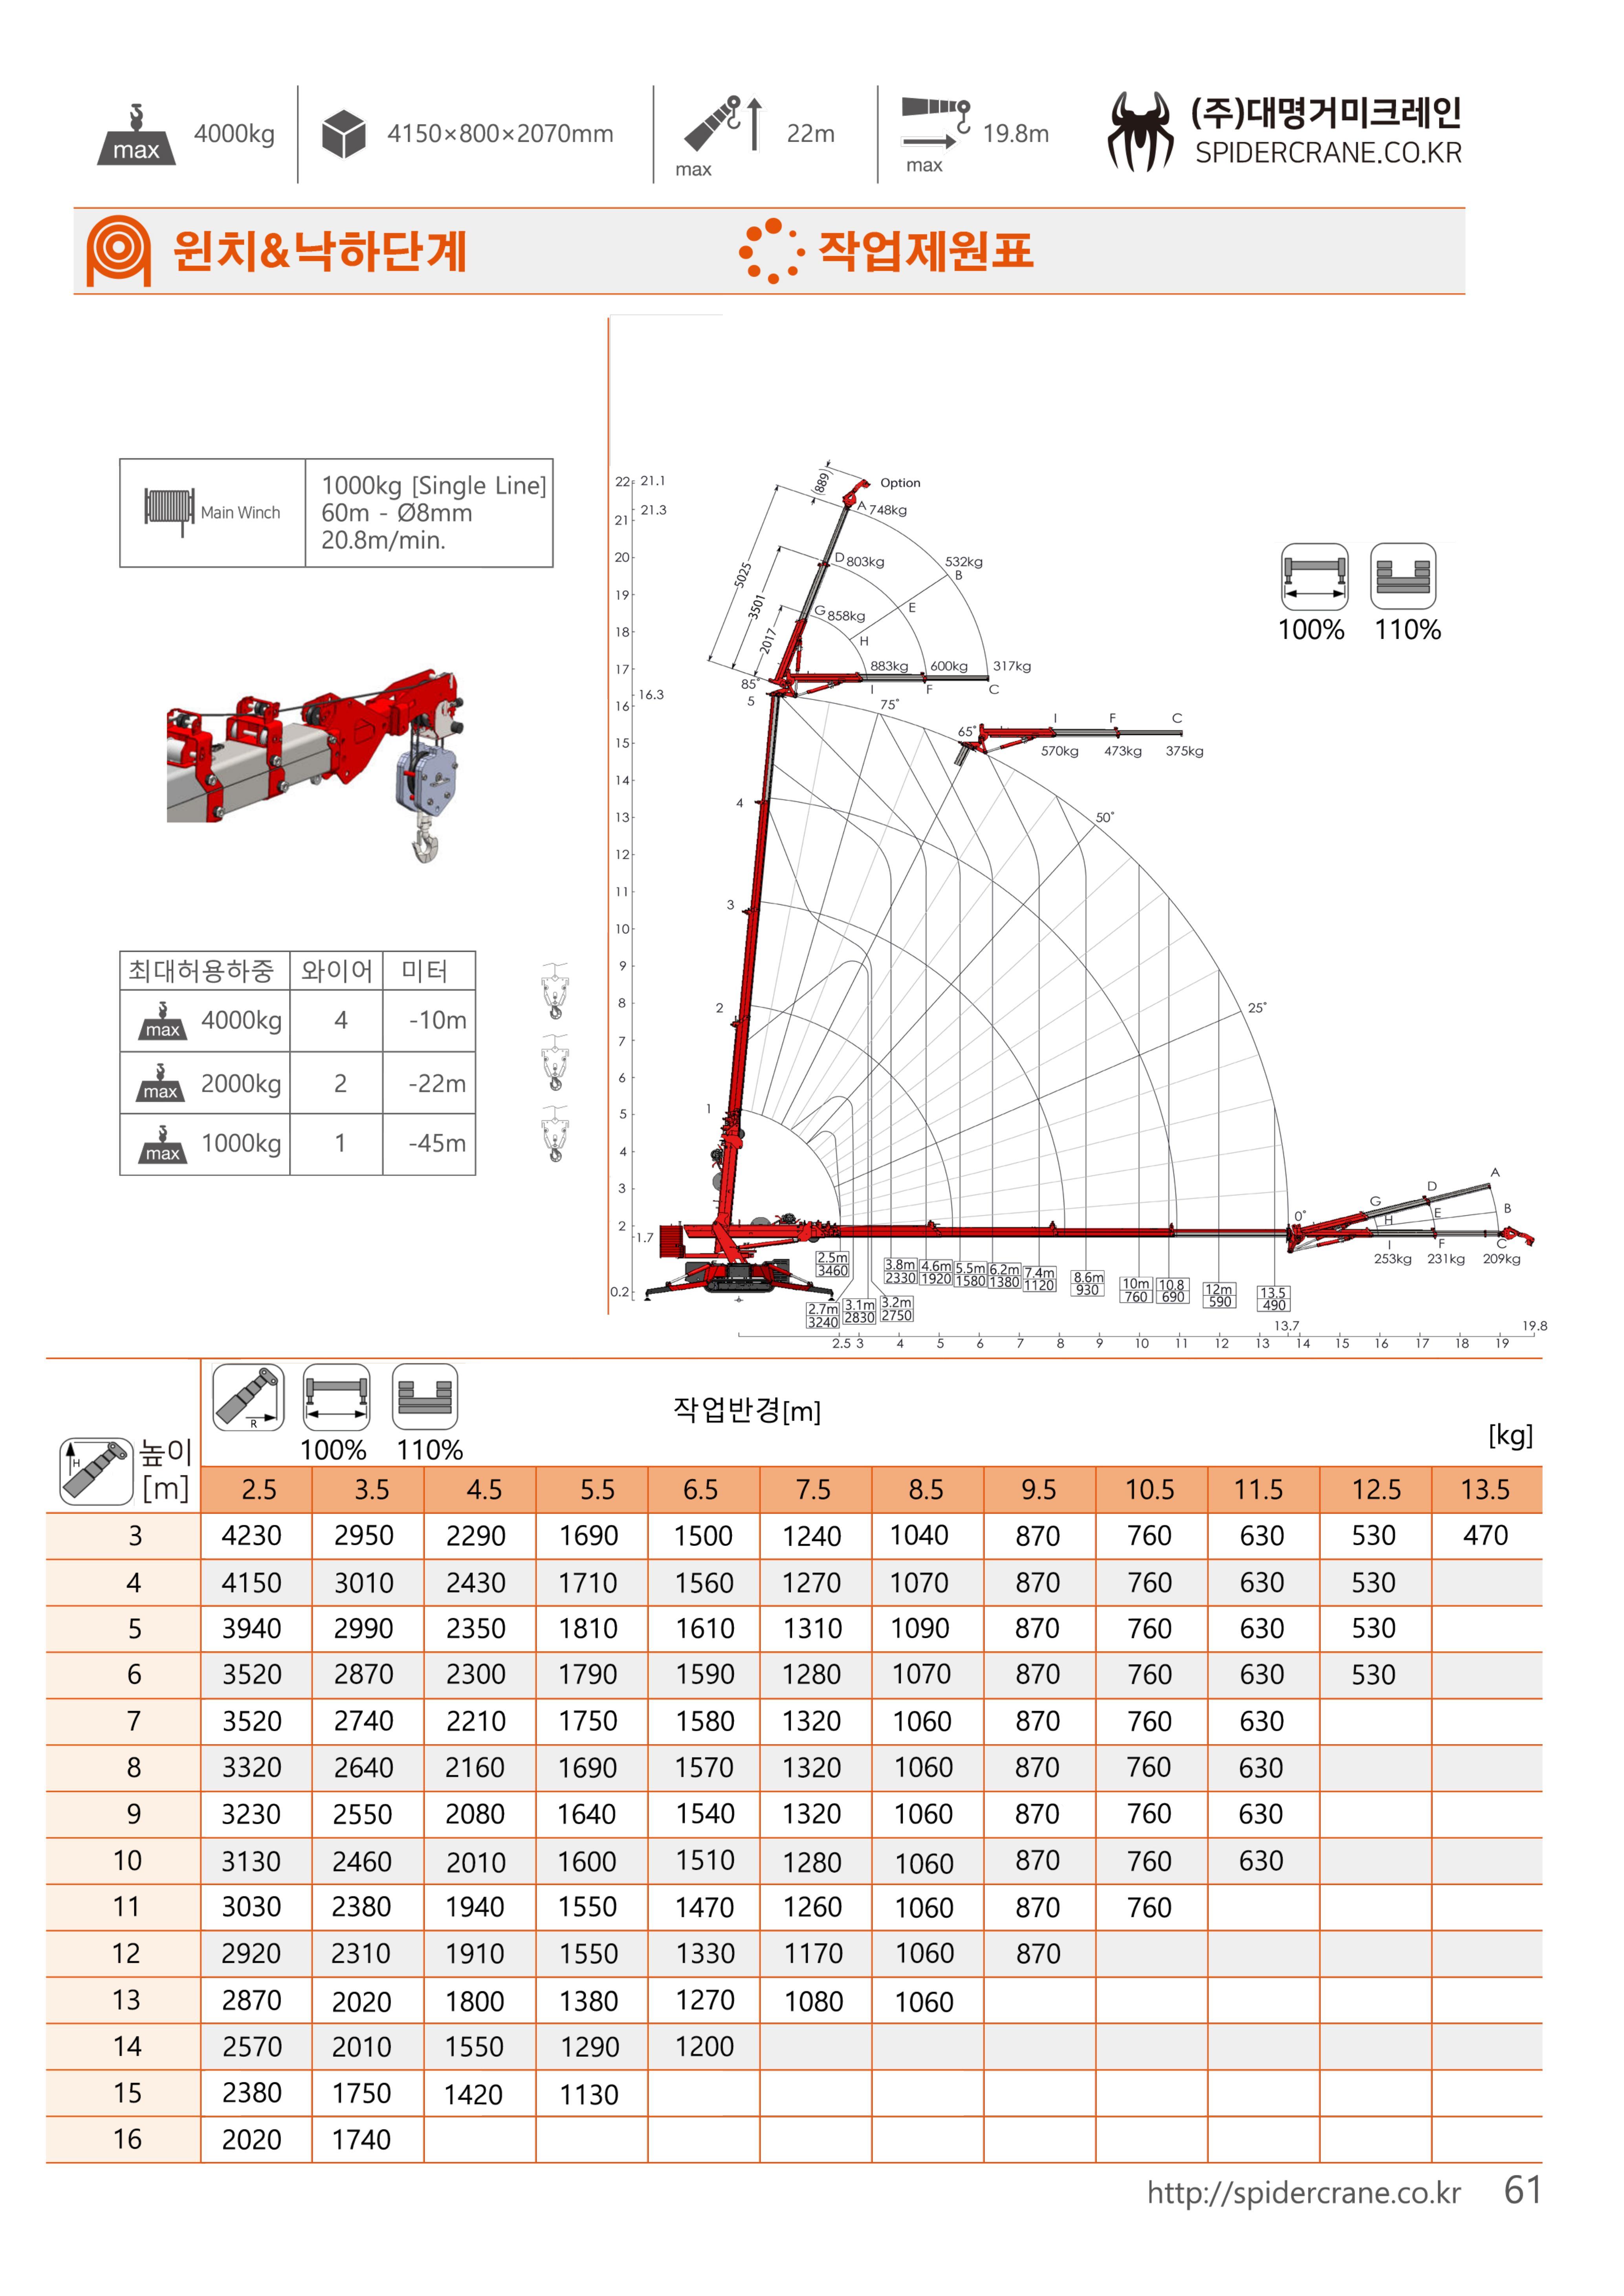 max 4000kg
4150×800×2070mm
max 22m
max 19.8m
(주)대명거미크레인
SPIDERCRANE.CO.KR
윈치&낙하단계
작업제원표
Main Winch
1000kg [Single Line]
60m - Ø8mm
20.8m/min.
최대허용하중 와이어 미터
max 4000kg 4 -10m
max 2000kg 2 -22m
max 1000kg 1 -45m
22 21.1
21.3
21
20
19
18
17
16.3
16
15
14
13
12
11
10
9
8
7
6
5
4
3
2
1.7
0.2
(889)
Option
A 748kg
5025
3501
2017
D 803kg
532kg
B
E
G 858kg
H
883kg 600kg 317kg
I F C
85˚
5
75˚
65˚
I F C
570kg 473kg 375kg
4
50˚
3
2
25˚
1
0˚
A
D
G
B
E
H
I F C
253kg 231kg 209kg
100% 110%
2.5m
3460
2.7m
3240
3.1m
2830
3.2m
2750
3.8m
2330
4.6m
1920
5.5m
1580
6.2m
1380
7.4m
1120
8.6m
930
10m
760
10.8
690
12m
590
13.5
490
13.7 19.8
2.5 3 4 5 6 7 8 9 10 11 12 13 14 15 16 17 18 19
R
100% 110%
작업반경[m]
[kg]
H
높이
[m]
2.5 3.5 4.5 5.5 6.5 7.5 8.5 9.5 10.5 11.5 12.5 13.5
3 4230 2950 2290 1690 1500 1240 1040 870 760 630 530 470
4 4150 3010 2430 1710 1560 1270 1070 870 760 630 530
5 3940 2990 2350 1810 1610 1310 1090 870 760 630 530
6 3520 2870 2300 1790 1590 1280 1070 870 760 630 530
7 3520 2740 2210 1750 1580 1320 1060 870 760 630
8 3320 2640 2160 1690 1570 1320 1060 870 760 630
9 3230 2550 2080 1640 1540 1320 1060 870 760 630
10 3130 2460 2010 1600 1510 1280 1060 870 760 630
11 3030 2380 1940 1550 1470 1260 1060 870 760
12 2920 2310 1910 1550 1330 1170 1060 870
13 2870 2020 1800 1380 1270 1080 1060
14 2570 2010 1550 1290 1200
15 2380 1750 1420 1130
16 2020 1740
http://spidercrane.co.kr 61